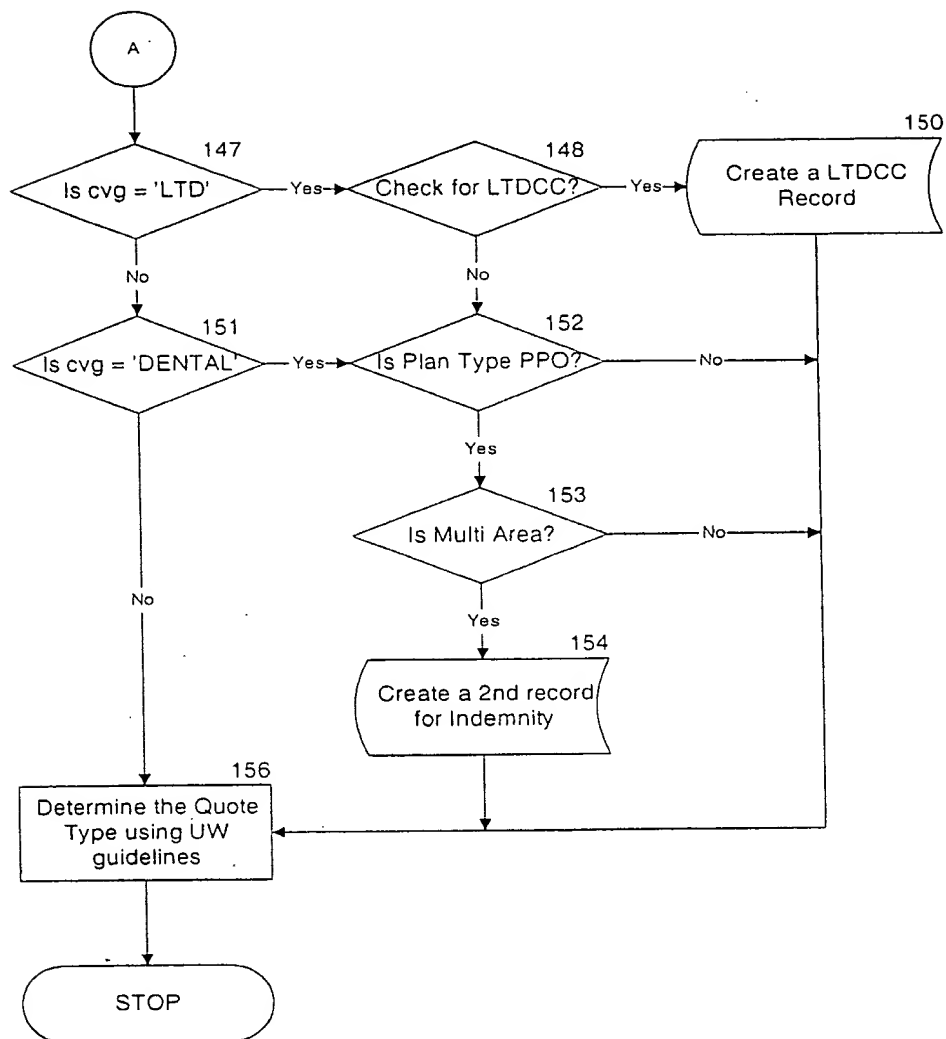 A
147
148
150
Is cvg = 'LTD'
Yes
Check for LTDCC?
Yes
Create a LTDCC
Record
No
No
151
152
Is cvg = 'DENTAL'
Yes
Is Plan Type PPO?
No
Yes
153
Is Multi Area?
No
No
Yes
154
Create a 2nd record
for Indemnity
156
Determine the Quote
Type using UW
guidelines
STOP